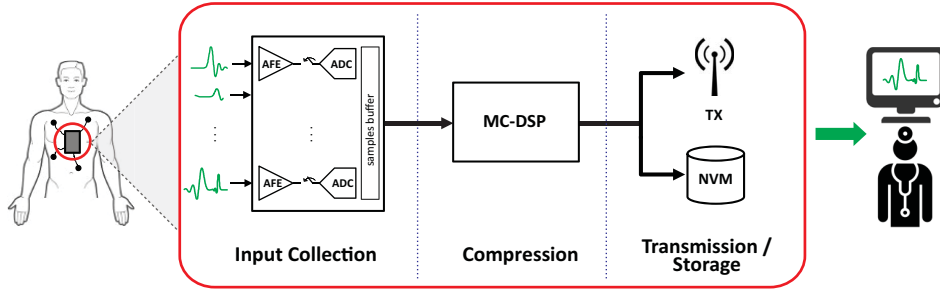 AFE
ADC
samples buffer
AFE
ADC
MC-DSP
TX
NVM
Input Collection
Compression
Transmission /
Storage